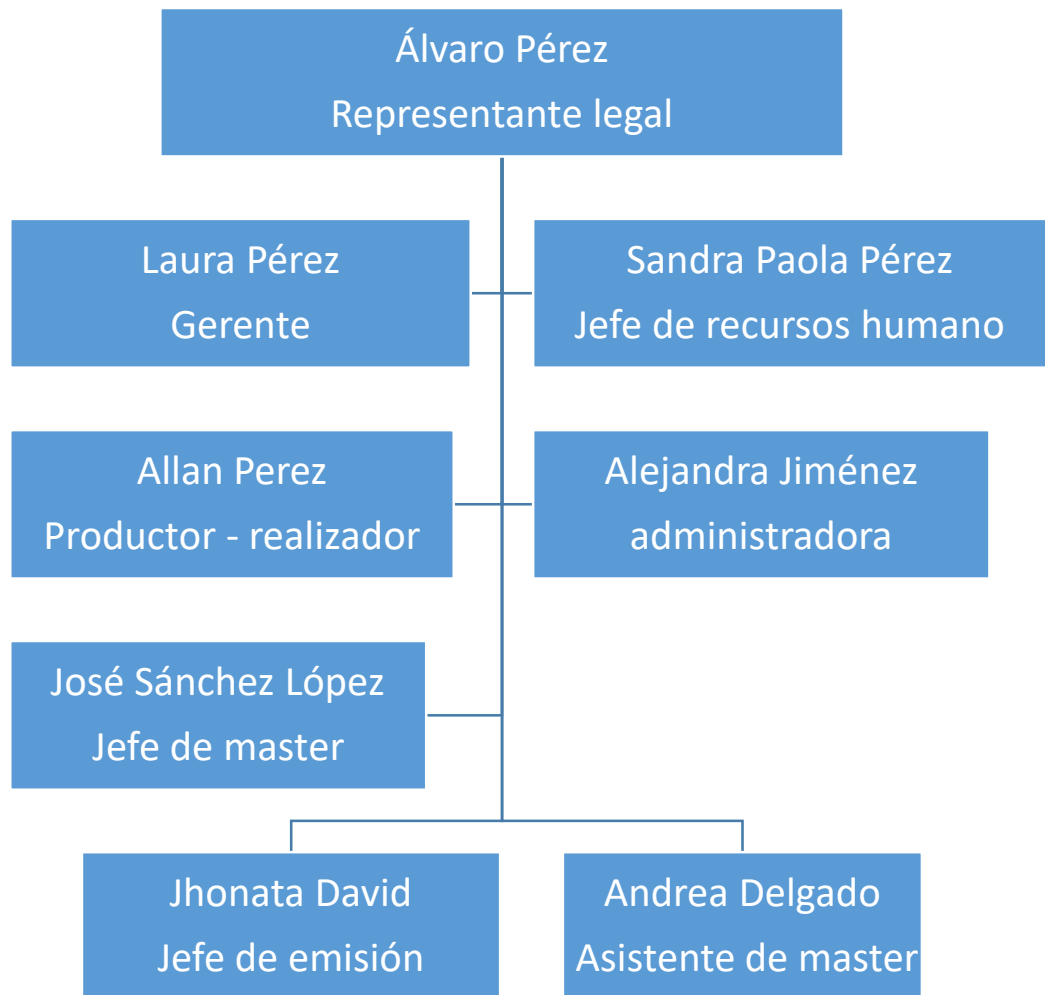 Álvaro Pérez
Representante legal
Laura Pérez
Gerente
Sandra Paola Pérez
Jefe de recursos humano
Allan Perez
Productor - realizador
Alejandra Jiménez
administradora
José Sánchez López
Jefe de master
Jhonata David
Jefe de emisión
Andrea Delgado
Asistente de master